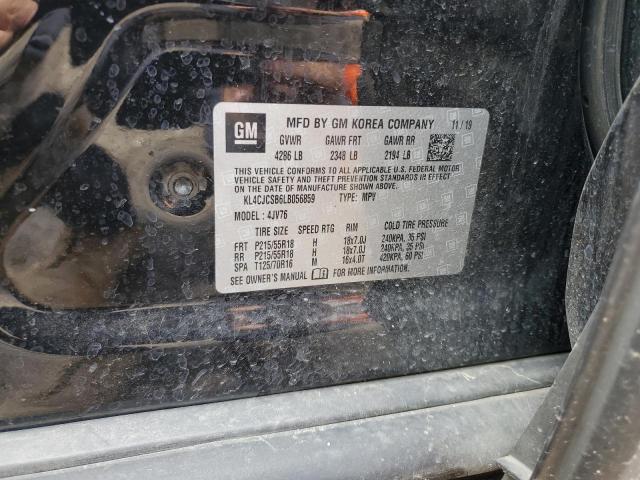 GM
MFD BY GM KOREA COMPANY 11/19
GVWR GAWR FRT GAWR RR
4286 LB 2348 LB 2194 LB
THIS VEHICLE CONFORMS TO ALL APPLICABLE U.S. FEDERAL MOTOR
VEHICLE SAFETY AND THEFT PREVENTION STANDARDS IN EFFECT ON
THE DATE OF MANUFACTURE SHOWN ABOVE.
KL4CJCSB6LB056859 TYPE: MPV
MODEL: 4JV76
TIRE SIZE SPEED RTG RIM COLD TIRE PRESSURE
FRT P215/55R18 H 18x7.0J 240KPA, 35 PSI
RR P215/55R18 H 18x7.0J 240KPA, 35 PSI
SPA T125/70R16 M 16x4.0T 420KPA, 60 PSI
SEE OWNER'S MANUAL